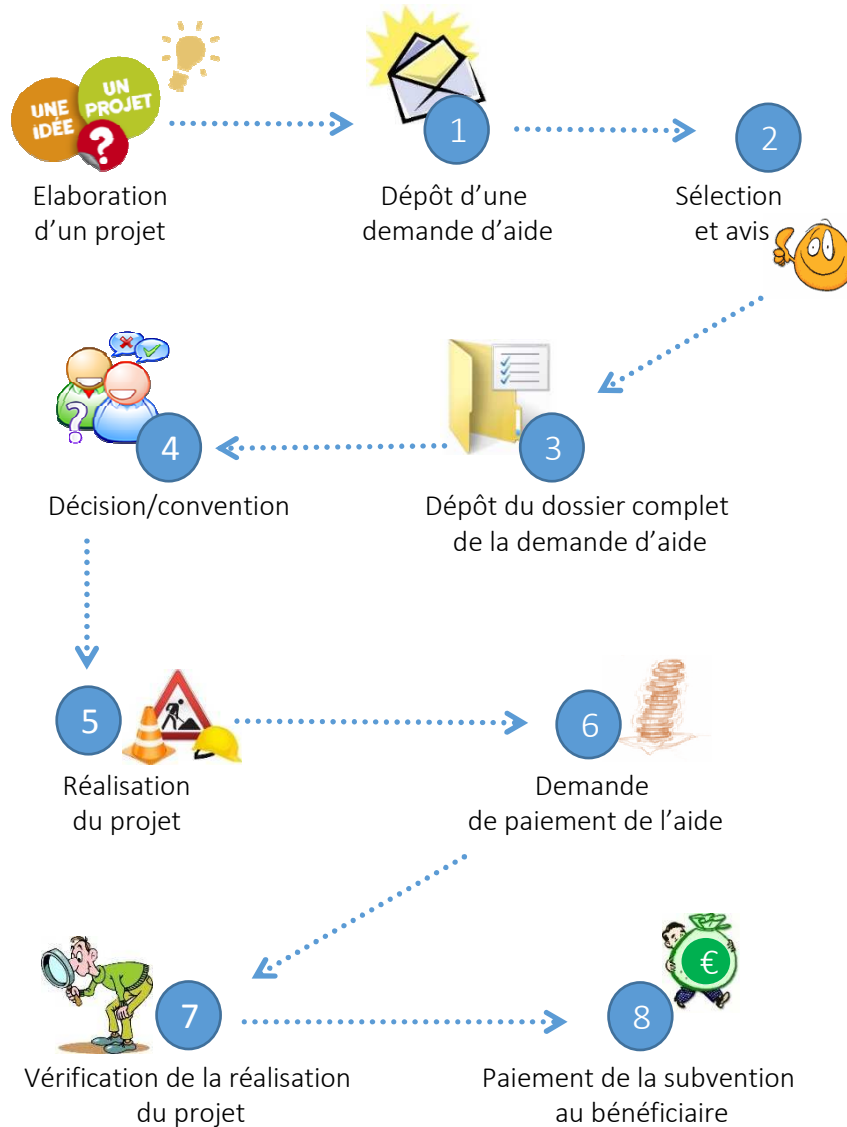 UNE
IDÉE
UN
PROJET
?
1
2
Elaboration
d’un projet
Dépôt d’une
demande d’aide
Sélection
et avis
?
4
3
Décision/convention
Dépôt du dossier complet
de la demande d’aide
5
6
Réalisation
du projet
Demande
de paiement de l’aide
€
7
8
Vérification de la réalisation
du projet
Paiement de la subvention
au bénéficiaire